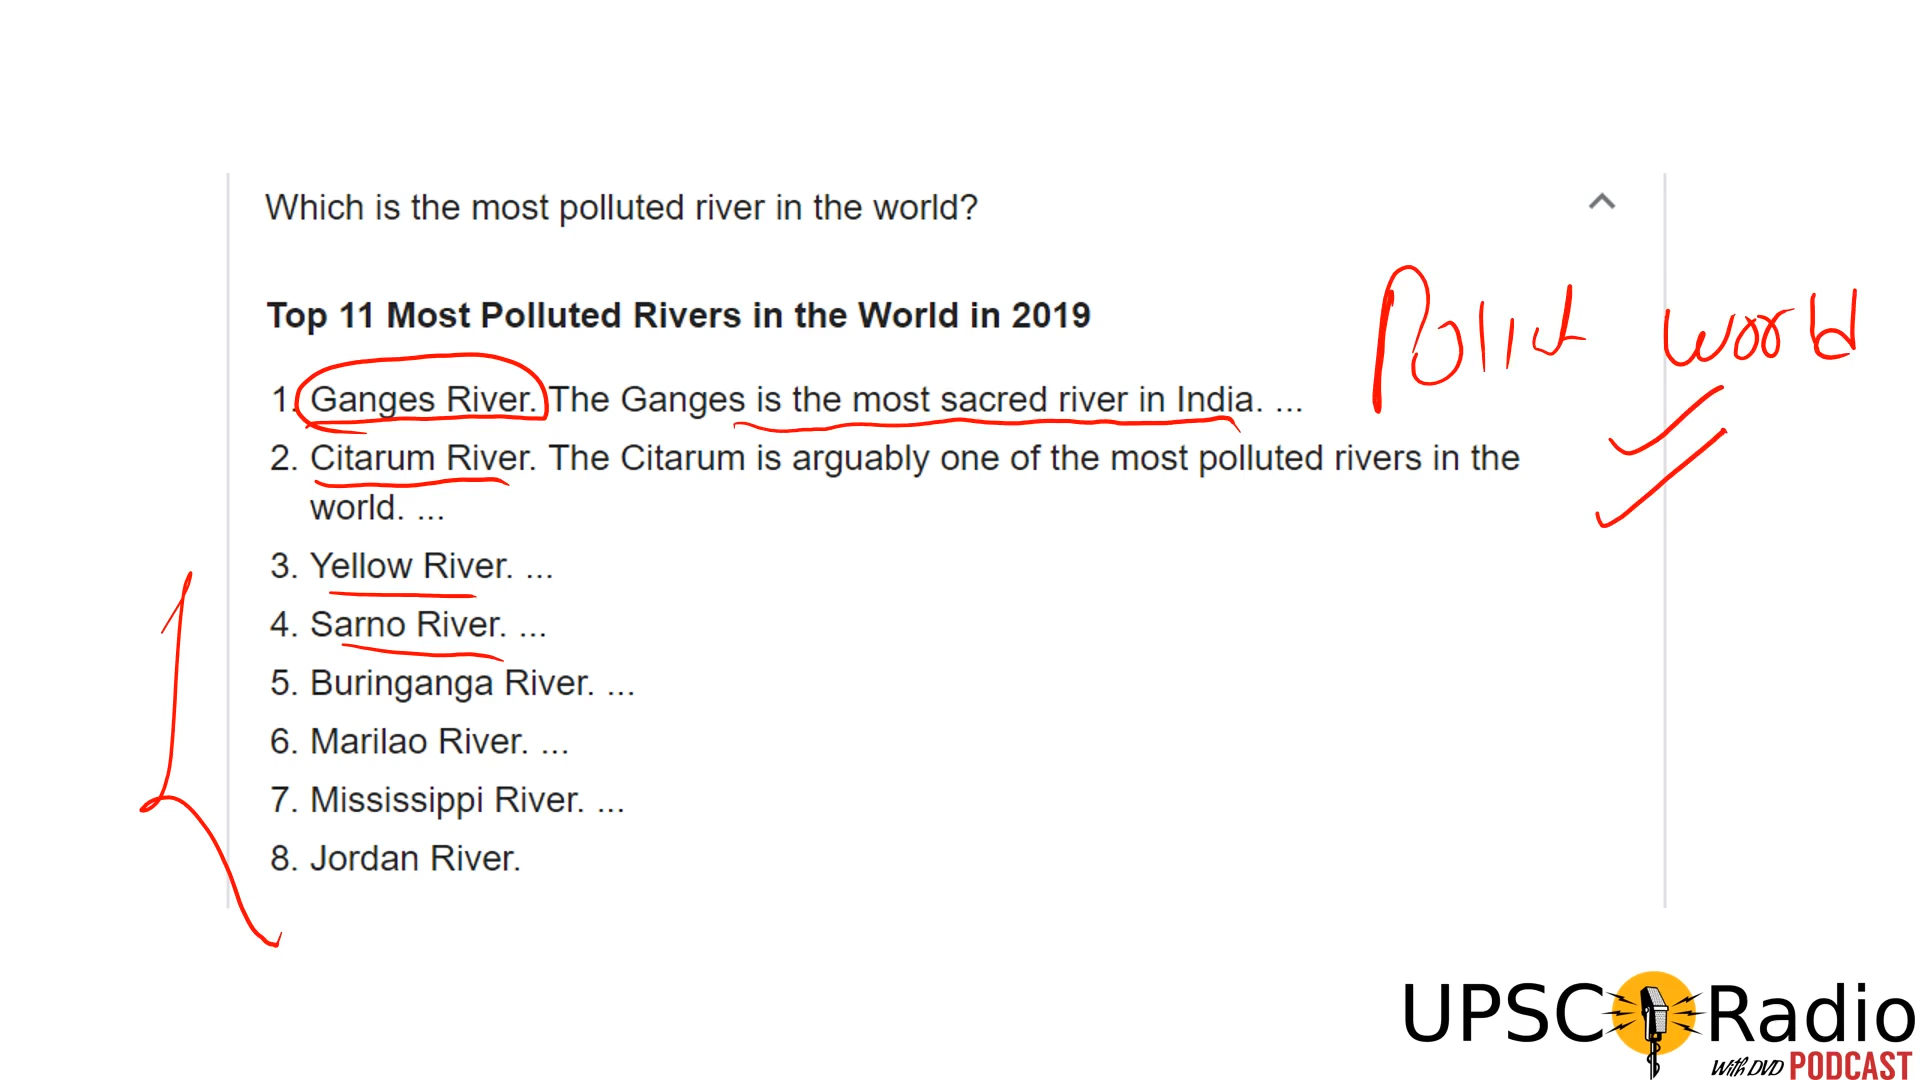 Which is the most polluted river in the world?
Top 11 Most Polluted Rivers in the World in 2019
1. Ganges River. The Ganges is the most sacred river in India. ...
2. Citarum River. The Citarum is arguably one of the most polluted rivers in the
world. ...
3. Yellow River. ...
4. Sarno River. ...
5. Buringanga River. ...
6. Marilao River. ...
7. Mississippi River. ...
8. Jordan River.
world
UPSC Radio
With DVD PODCAST